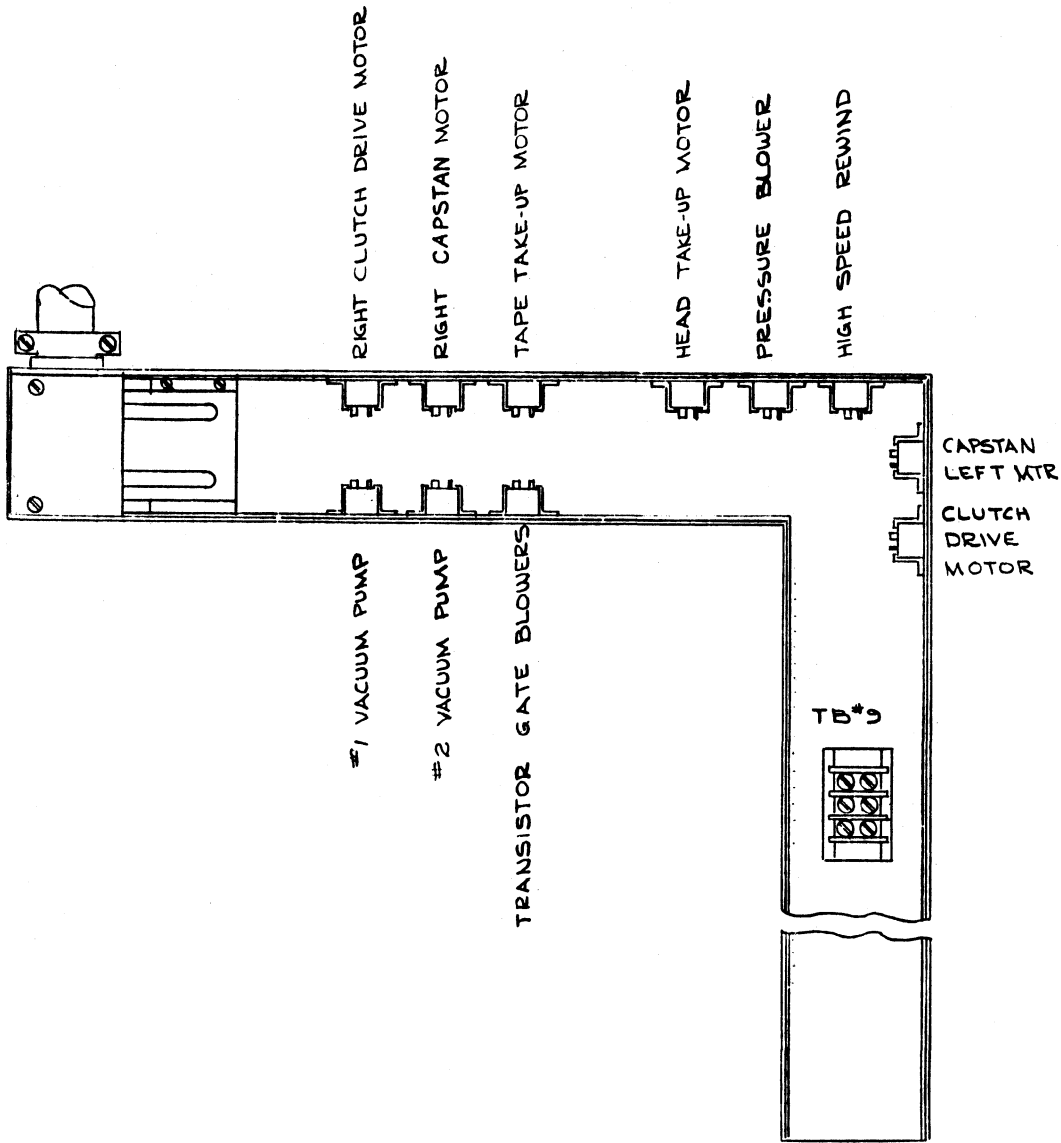 RIGHT CLUTCH DRIVE MOTOR
RIGHT CAPSTAN MOTOR
TAPE TAKE-UP MOTOR
HEAD TAKE-UP MOTOR
PRESSURE BLOWER
HIGH SPEED REWIND
CAPSTAN
LEFT MTR
CLUTCH
DRIVE
MOTOR
#1 VACUUM PUMP
#2 VACUUM PUMP
TRANSISTOR GATE BLOWERS
TB#9